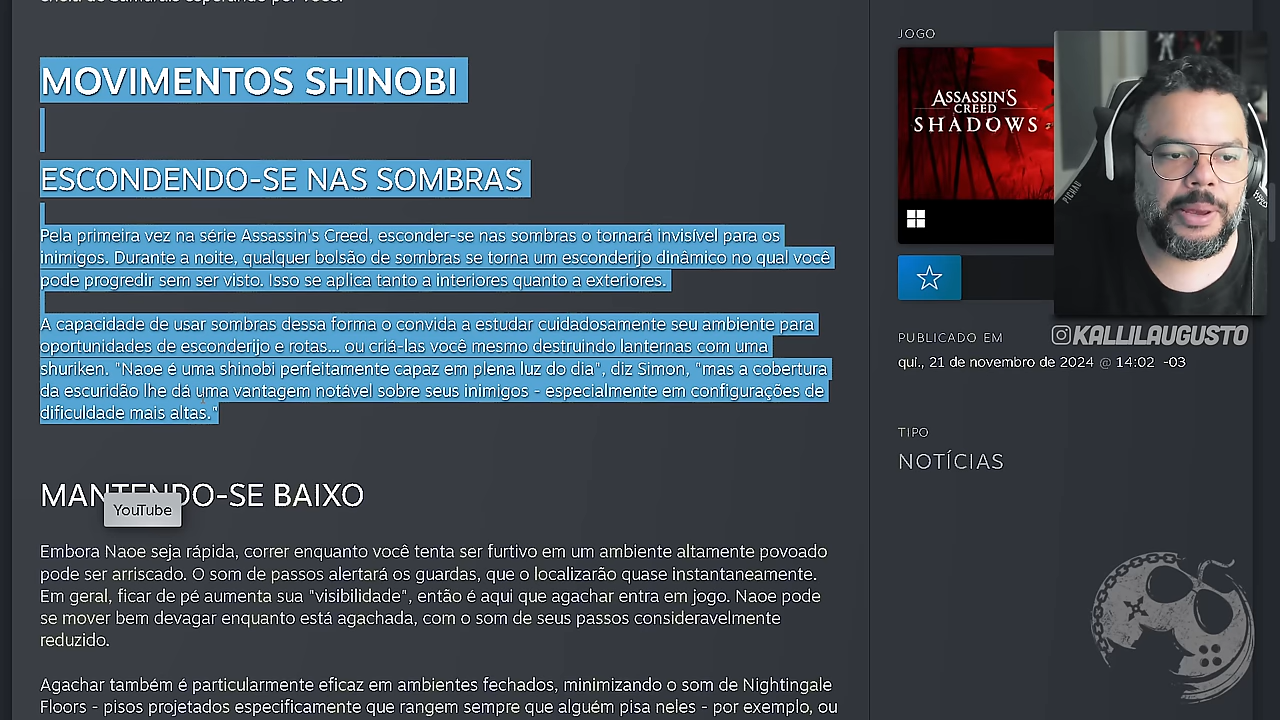 MOVIMENTOS SHINOBI
ESCONDENDO-SE NAS SOMBRAS
Pela primeira vez na série Assassin's Creed, esconder-se nas sombras o tornará invisível para os
inimigos. Durante a noite, qualquer bolsão de sombras se torna um esconderijo dinâmico no qual você
pode progredir sem ser visto. Isso se aplica tanto a interiores quanto a exteriores.
A capacidade de usar sombras dessa forma o convida a estudar cuidadosamente seu ambiente para
oportunidades de esconderijo e rotas... ou criá-las você mesmo destruindo lanternas com uma
shuriken. "Naoe é uma shinobi perfeitamente capaz em plena luz do dia", diz Simon, "mas a cobertura
da escuridão lhe dá uma vantagem notável sobre seus inimigos - especialmente em configurações de
dificuldade mais altas."
MANTENDO-SE BAIXO
YouTube
Embora Naoe seja rápida, correr enquanto você tenta ser furtivo em um ambiente altamente povoado
pode ser arriscado. O som de passos alertará os guardas, que o localizarão quase instantaneamente.
Em geral, ficar de pé aumenta sua "visibilidade", então é aqui que agachar entra em jogo. Naoe pode
se mover bem devagar enquanto está agachada, com o som de seus passos consideravelmente
reduzido.
Agachar também é particularmente eficaz em ambientes fechados, minimizando o som de Nightingale
Floors - pisos projetados especificamente que rangem sempre que alguém pisa neles - por exemplo, ou
JOGO
ASSASSIN'S
CREED
SHADOWS
PICHAU
KALLILAUGUSTO
PUBLICADO EM
qui., 21 de novembro de 2024 @ 14:02 -03
TIPO
NOTÍCIAS